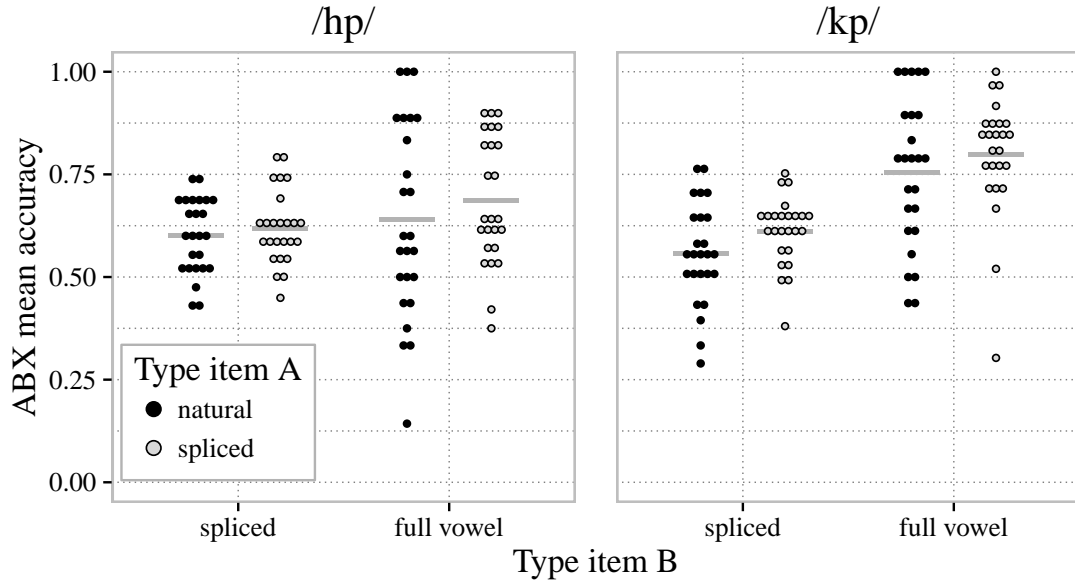 /hp/
/kp/
ABX mean accuracy
1.00
0.75
0.50
0.25
0.00
Type item A
natural
spliced
spliced
full vowel
spliced
full vowel
Type item B